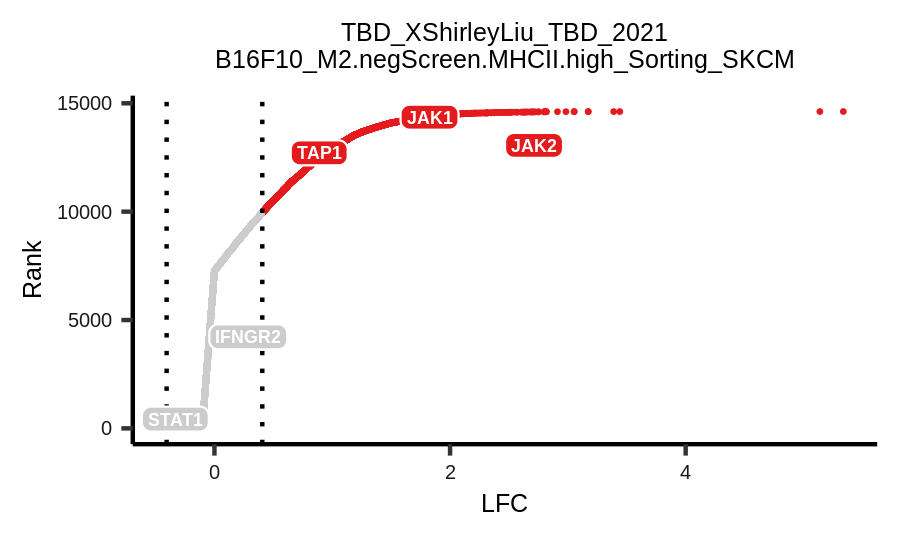 TBD_XShirleyLiu_TBD_2021
B16F10_M2.negScreen.MHCII.high_Sorting_SKCM
15000
JAK1
JAK2
TAP1
10000
Rank
5000
IFNGR2
STAT1
0
0
2
4
LFC